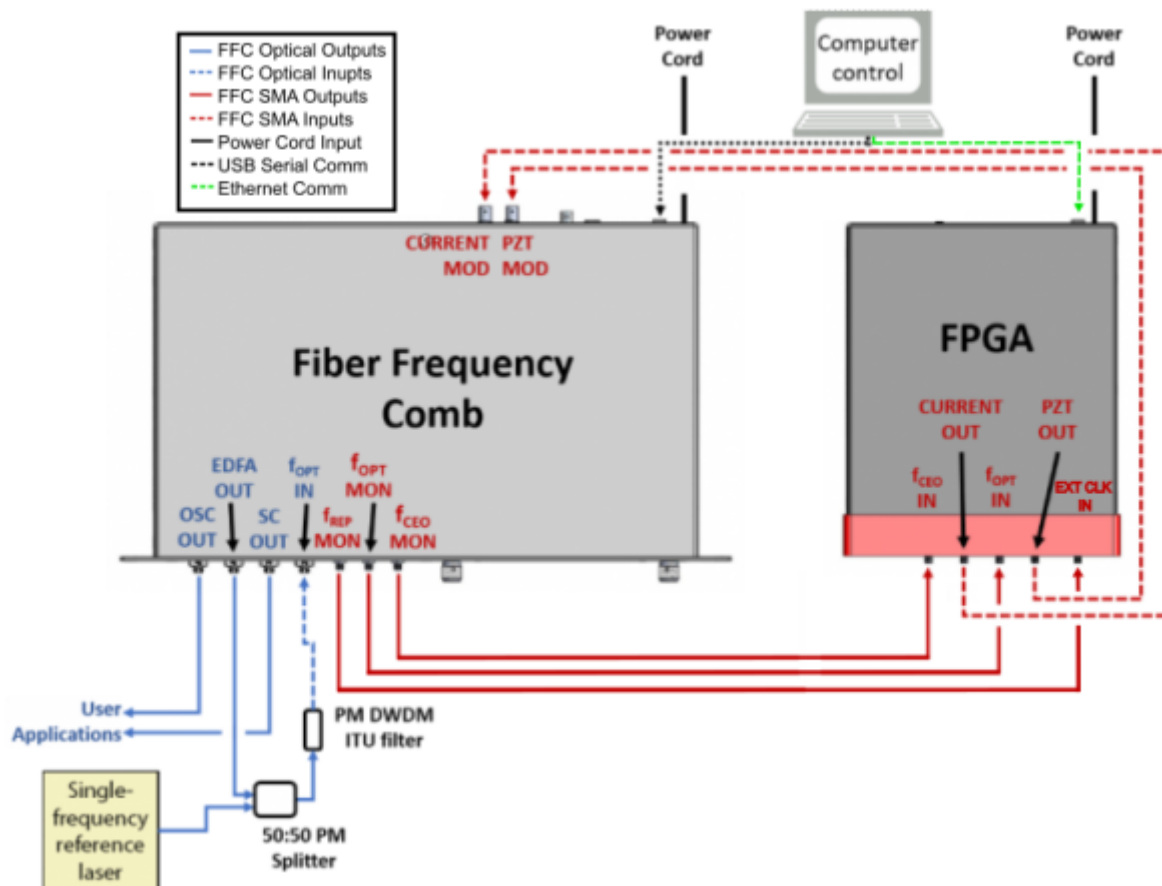 FFC Optical Outputs
FFC Optical Inupts
FFC SMA Outputs
FFC SMA Inputs
Power Cord Input
USB Serial Comm
Ethernet Comm
Power
Cord
Computer
control
Power
Cord
CURRENT
MOD
PZT
MOD
Fiber Frequency
Comb
FPGA
CURRENT
OUT
PZT
OUT
fCEO
IN
fOPT
IN
EXT CLK
IN
OSC
OUT
EDFA
OUT
SC
OUT
fOPT
IN
fREP
MON
fOPT
MON
fCEO
MON
User
Applications
PM DWDM
ITU filter
Single-
frequency
reference
laser
50:50 PM
Splitter